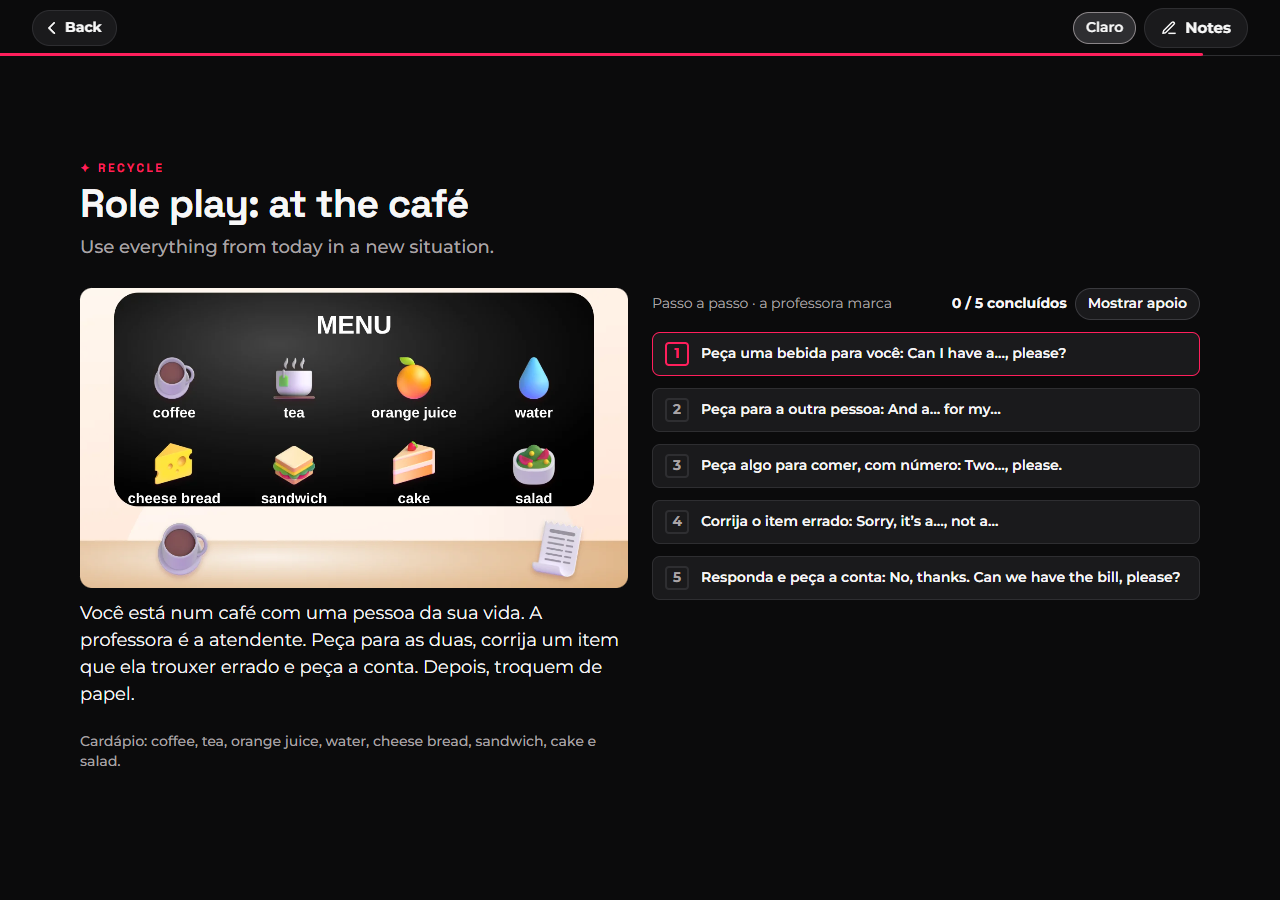 Back
Claro
Notes
✦ RECYCLE
Role play: at the café
Use everything from today in a new situation.
MENU
coffee
tea
orange juice
water
cheese bread
sandwich
cake
salad
Você está num café com uma pessoa da sua vida. A
professora é a atendente. Peça para as duas, corrija um item
que ela trouxer errado e peça a conta. Depois, troquem de
papel.
Cardápio: coffee, tea, orange juice, water, cheese bread, sandwich, cake e
salad.
Passo a passo · a professora marca
0 / 5 concluídos
Mostrar apoio
1 Peça uma bebida para você: Can I have a..., please?
2 Peça para a outra pessoa: And a... for my...
3 Peça algo para comer, com número: Two..., please.
4 Corrija o item errado: Sorry, it’s a..., not a...
5 Responda e peça a conta: No, thanks. Can we have the bill, please?